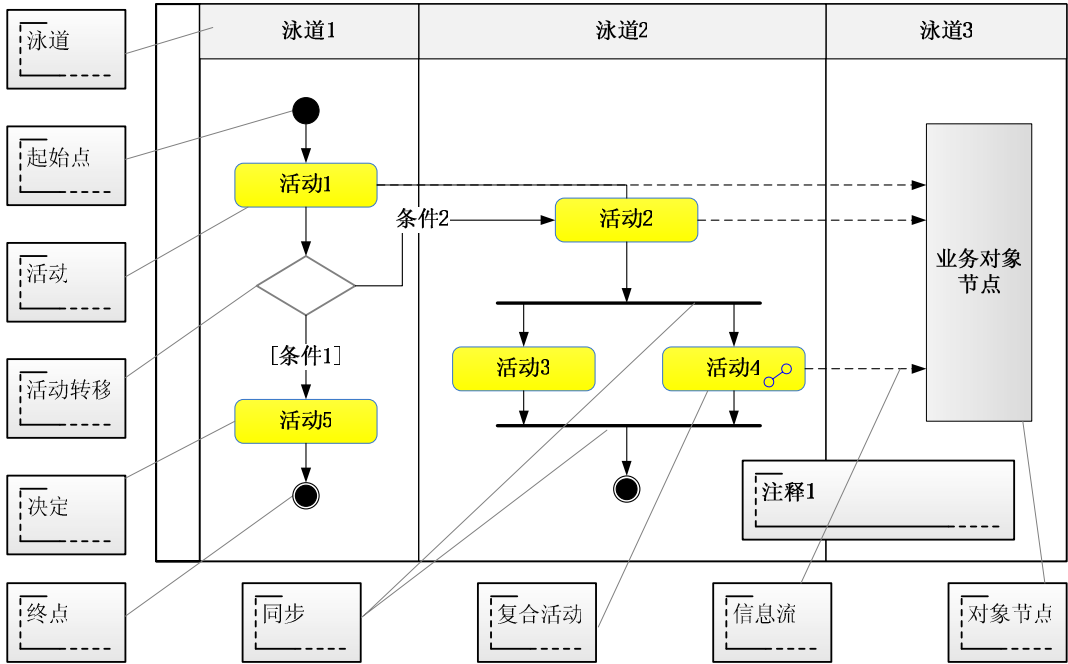 泳道
泳道1
泳道2
泳道3
起始点
活动1
条件2
活动2
活动
业务对象
节点
[条件1]
活动3
活动4
活动转移
活动5
决定
注释1
终点
同步
复合活动
信息流
对象节点